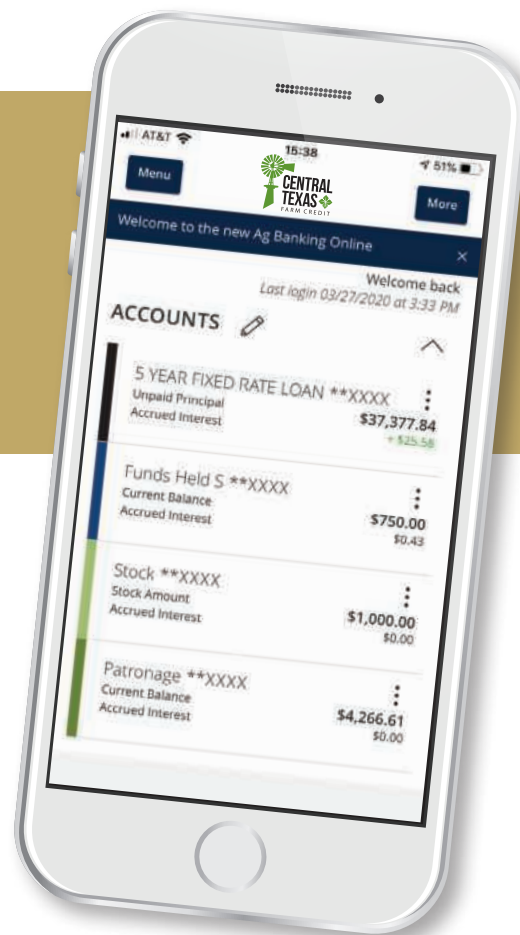 AT&T 15:38 51%
Menu CENTRAL TEXAS FARM CREDIT More
Welcome to the new Ag Banking Online ×
Welcome back
Last login 03/27/2020 at 3:33 PM
ACCOUNTS
5 YEAR FIXED RATE LOAN **XXXX
Unpaid Principal $37,377.84
Accrued Interest + $25.58
Funds Held S **XXXX
Current Balance $750.00
Accrued Interest $0.43
Stock **XXXX
Stock Amount $1,000.00
Accrued Interest $0.00
Patronage **XXXX
Current Balance $4,266.61
Accrued Interest $0.00